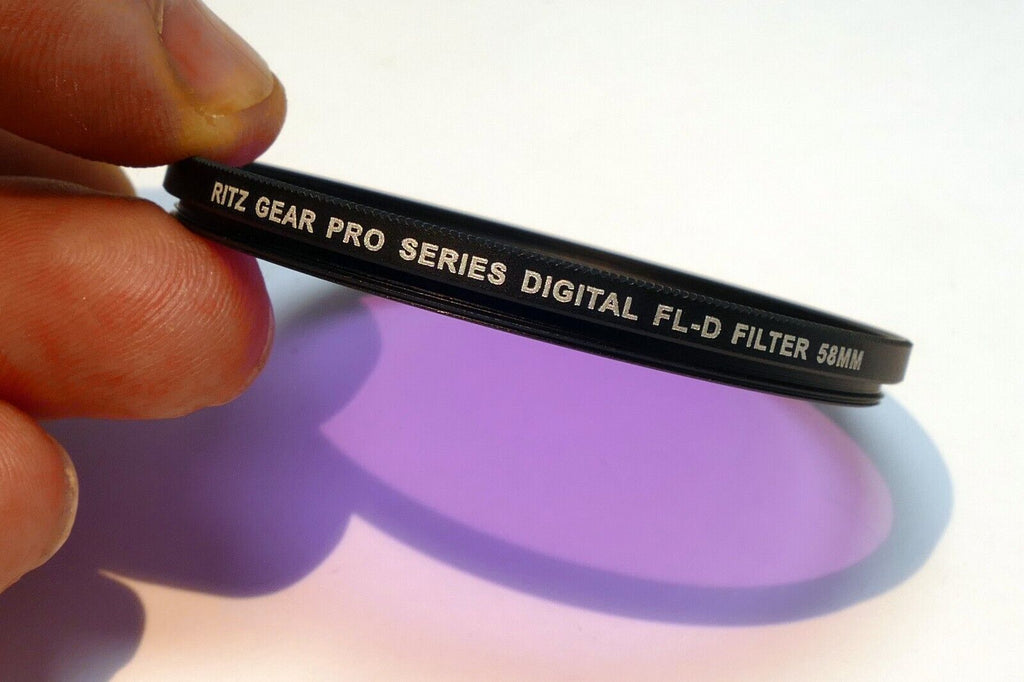 RITZ GEAR PRO SERIES DIGITAL FL-D FILTER 58MM